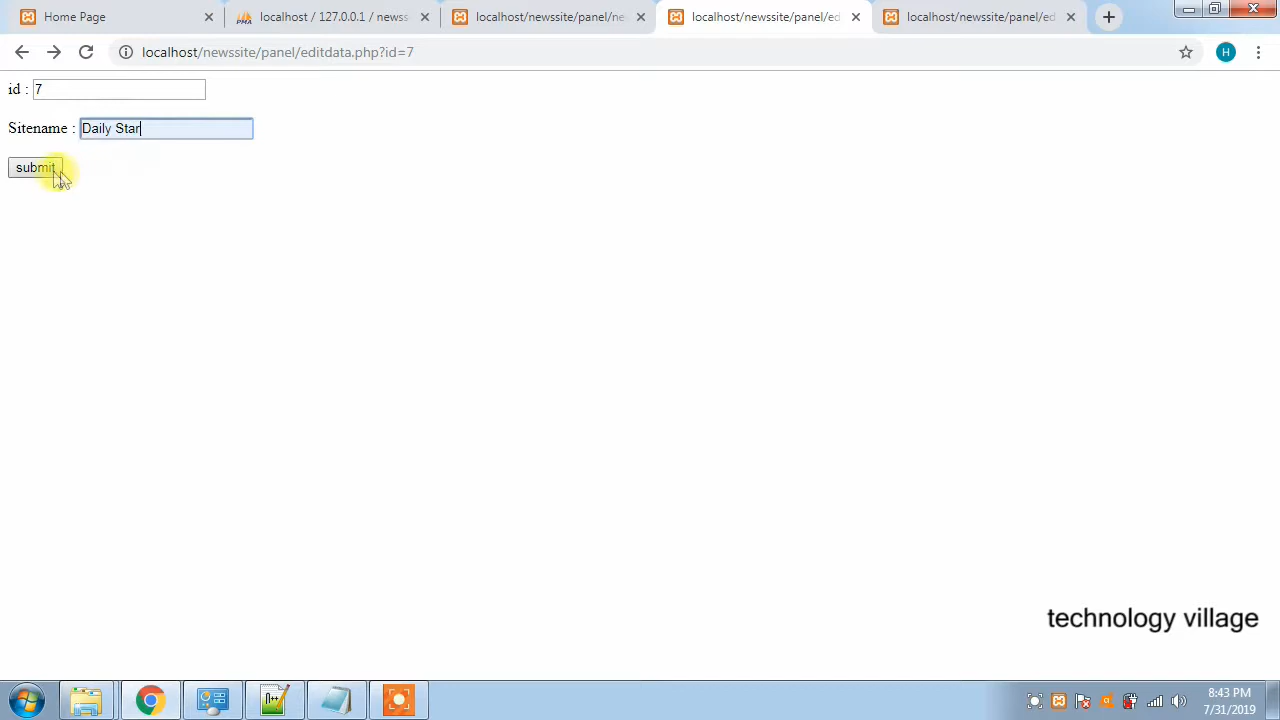 Home Page
localhost / 127.0.0.1 / newss
localhost/newssite/panel/ne
localhost/newssite/panel/ed
localhost/newssite/panel/ed
localhost/newssite/panel/editdata.php?id=7
H
id : 7
Sitename : Daily Star
submit
technology village
8:43 PM
7/31/2019